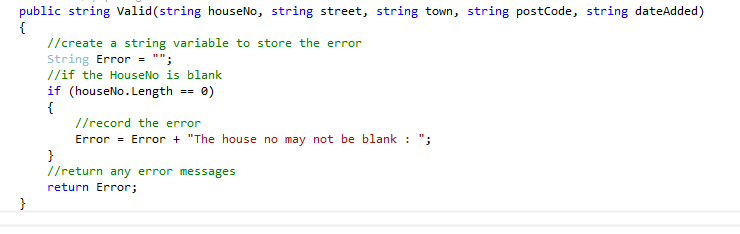 public string Valid(string houseNo, string street, string town, string postCode, string dateAdded)
{
//create a string variable to store the error
String Error = "";
//if the HouseNo is blank
if (houseNo.Length == 0)
{
//record the error
Error = Error + "The house no may not be blank : ";
}
//return any error messages
return Error;
}